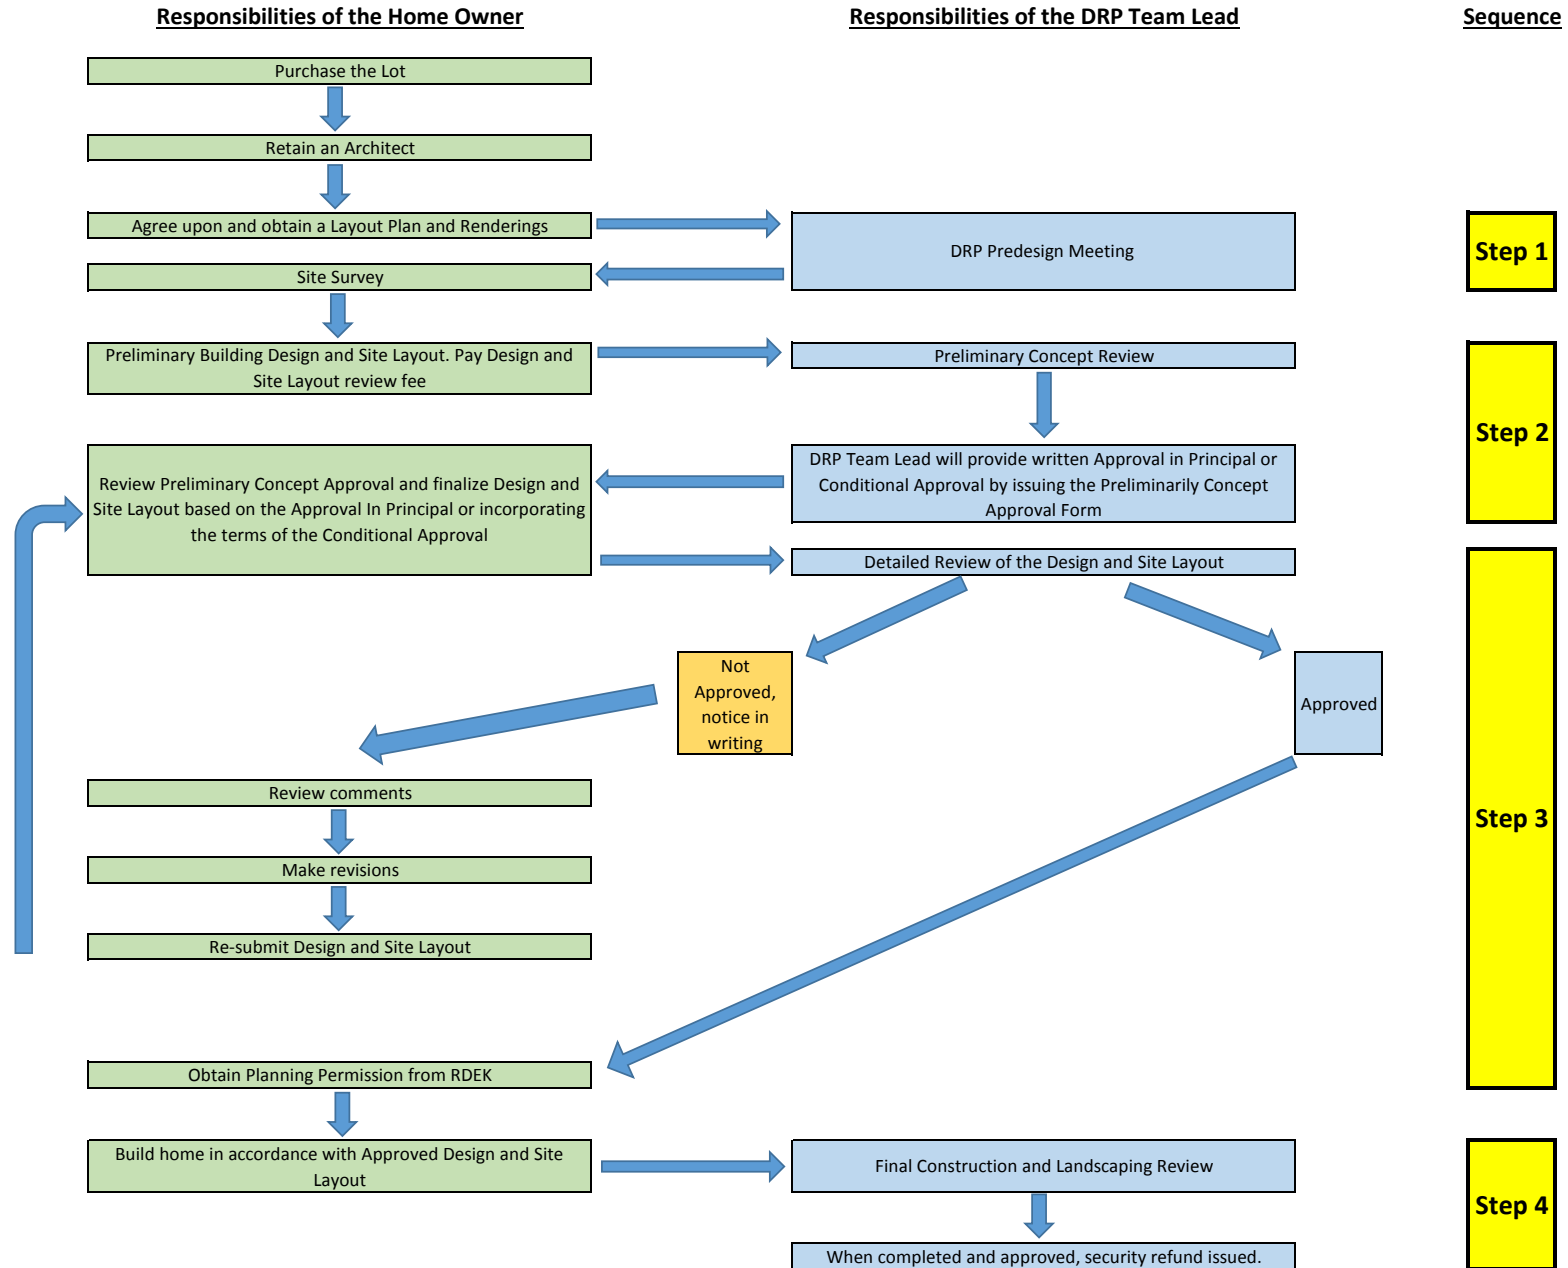 Responsibilities of the Home Owner
Responsibilities of the DRP Team Lead
Sequence
Purchase the Lot
Retain an Architect
Agree upon and obtain a Layout Plan and Renderings
DRP Predesign Meeting
Step 1
Site Survey
Preliminary Building Design and Site Layout. Pay Design and
Site Layout review fee
Preliminary Concept Review
Step 2
Review Preliminary Concept Approval and finalize Design and
Site Layout based on the Approval In Principal or incorporating
the terms of the Conditional Approval
DRP Team Lead will provide written Approval in Principal or
Conditional Approval by issuing the Preliminarily Concept
Approval Form
Detailed Review of the Design and Site Layout
Not
Approved,
notice in
writing
Approved
Step 3
Review comments
Make revisions
Re-submit Design and Site Layout
Obtain Planning Permission from RDEK
Build home in accordance with Approved Design and Site
Layout
Final Construction and Landscaping Review
Step 4
When completed and approved, security refund issued.